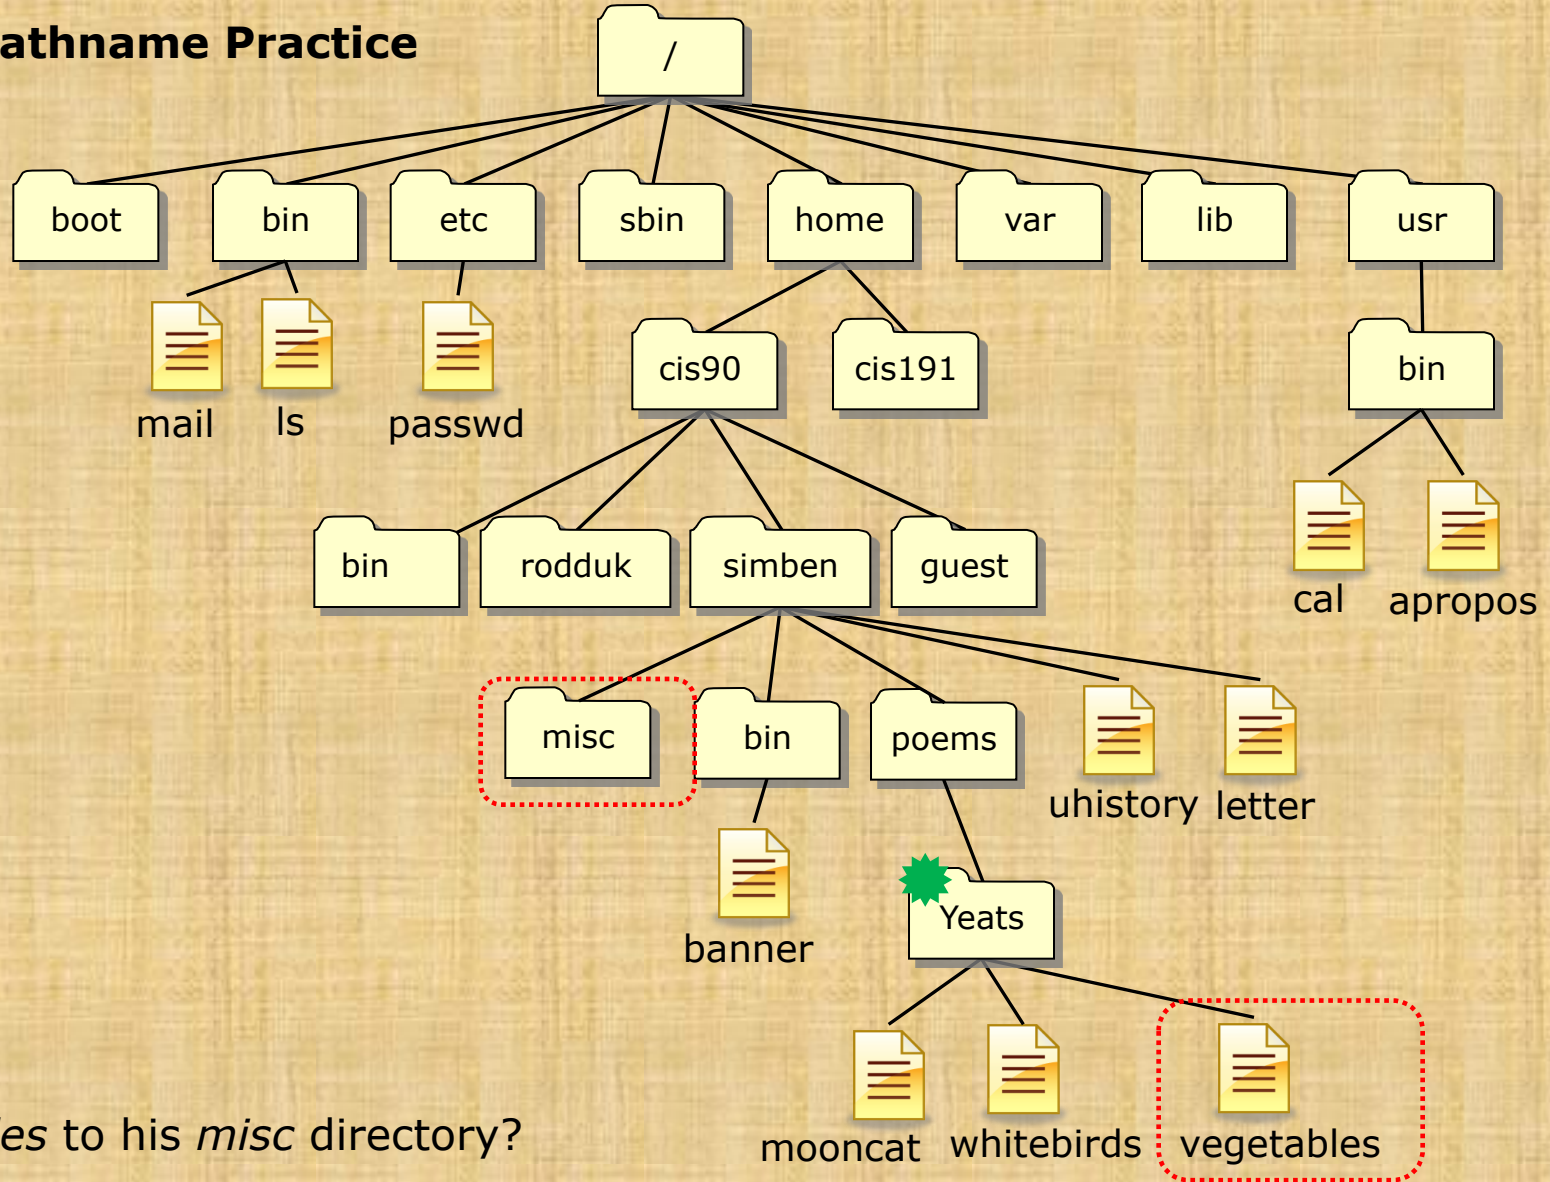 athname Practice
/
boot bin etc sbin home var lib usr
mail ls passwd cis90 cis191 bin
bin rodduk simben guest cal apropos
misc bin poems uhistory letter
banner Yeats
mooncat whitebirds vegetables
es to his misc directory?